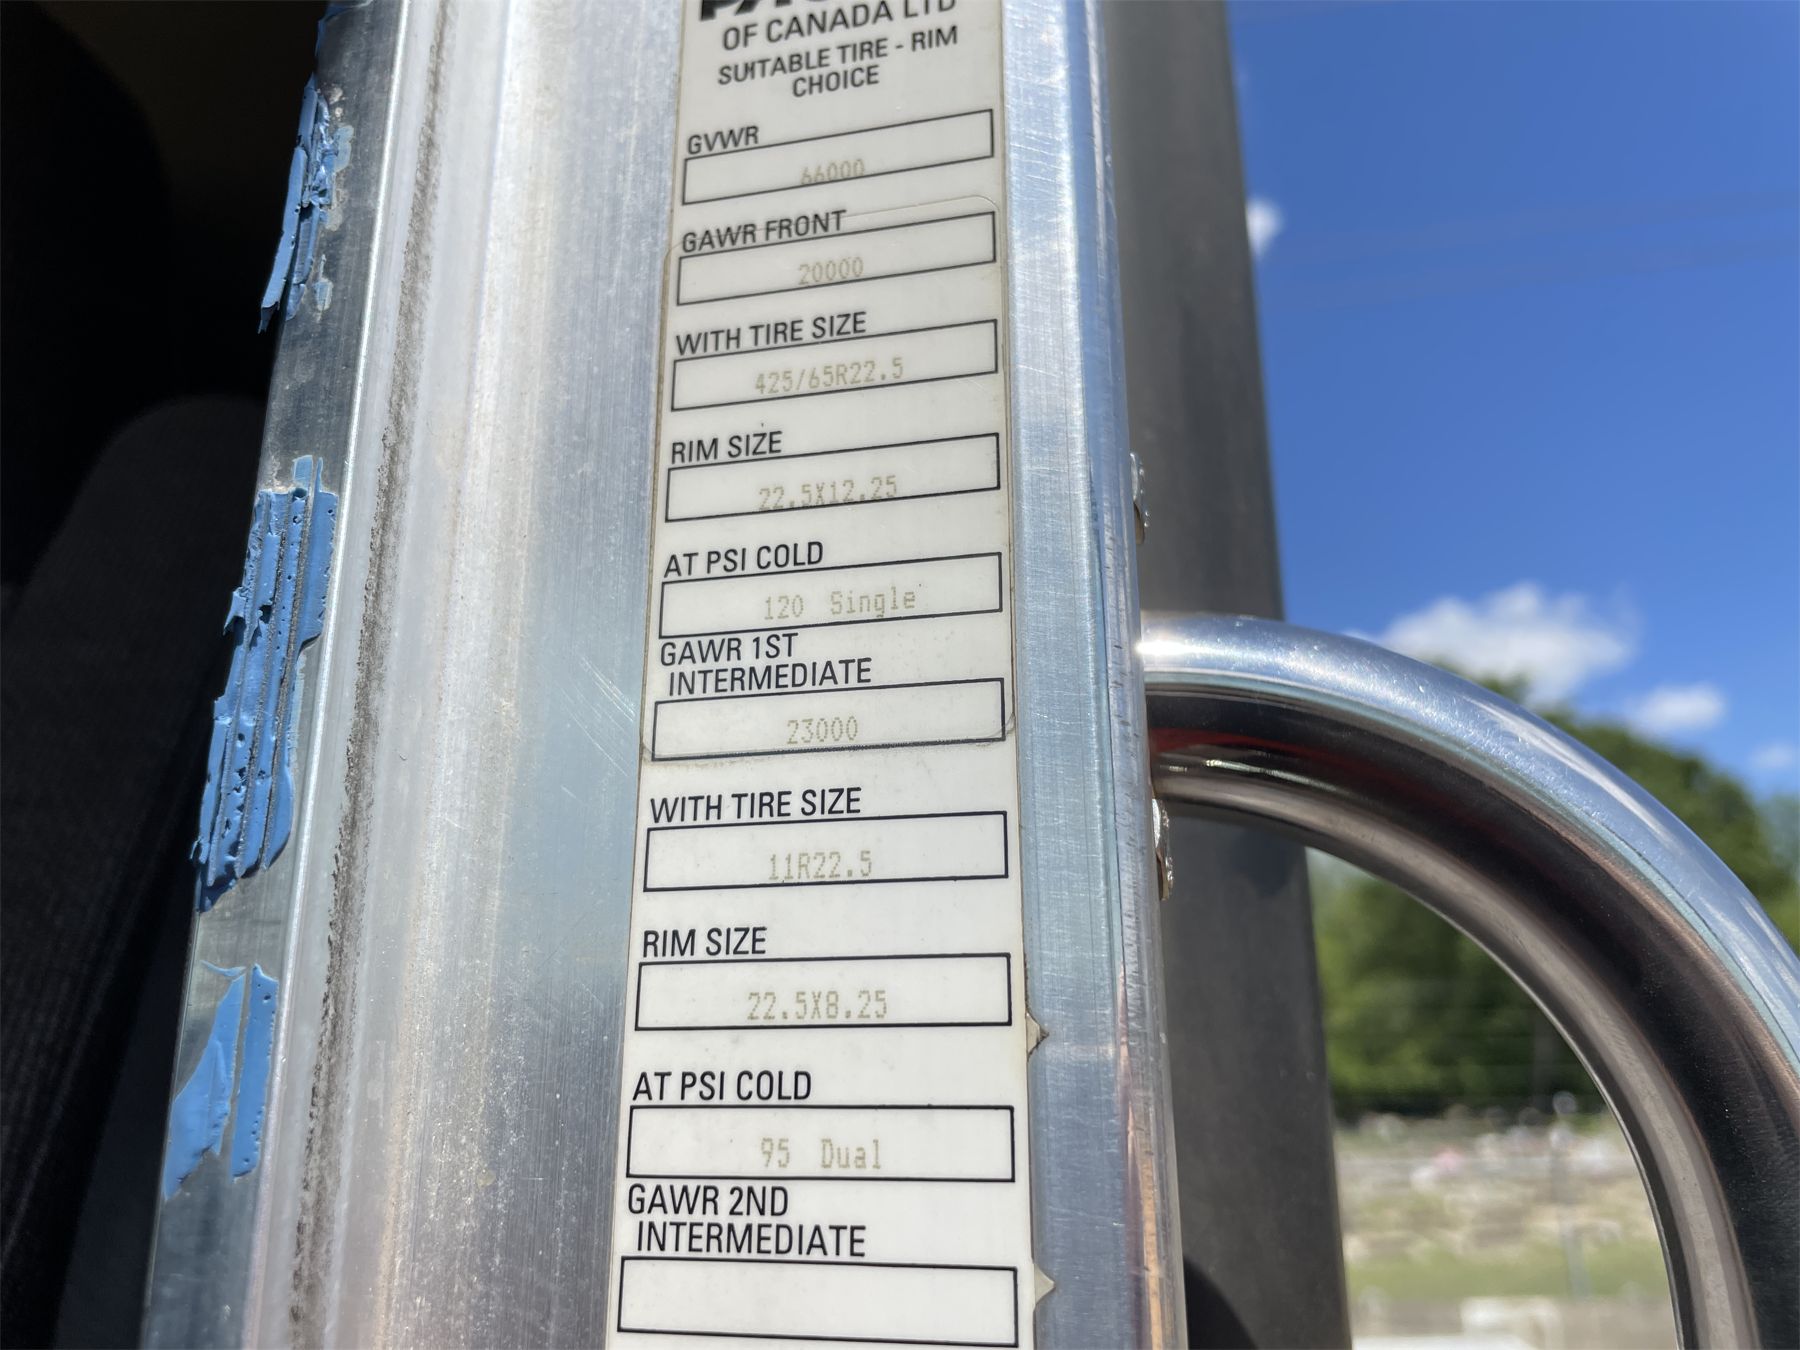 OF CANADA LTD
SUITABLE TIRE - RIM
CHOICE
GVWR
66000
GAWR FRONT
20000
WITH TIRE SIZE
425/65R22.5
RIM SIZE
22.5X12.25
AT PSI COLD
120 Single
GAWR 1ST
INTERMEDIATE
23000
WITH TIRE SIZE
11R22.5
RIM SIZE
22.5X8.25
AT PSI COLD
95 Dual
GAWR 2ND
INTERMEDIATE